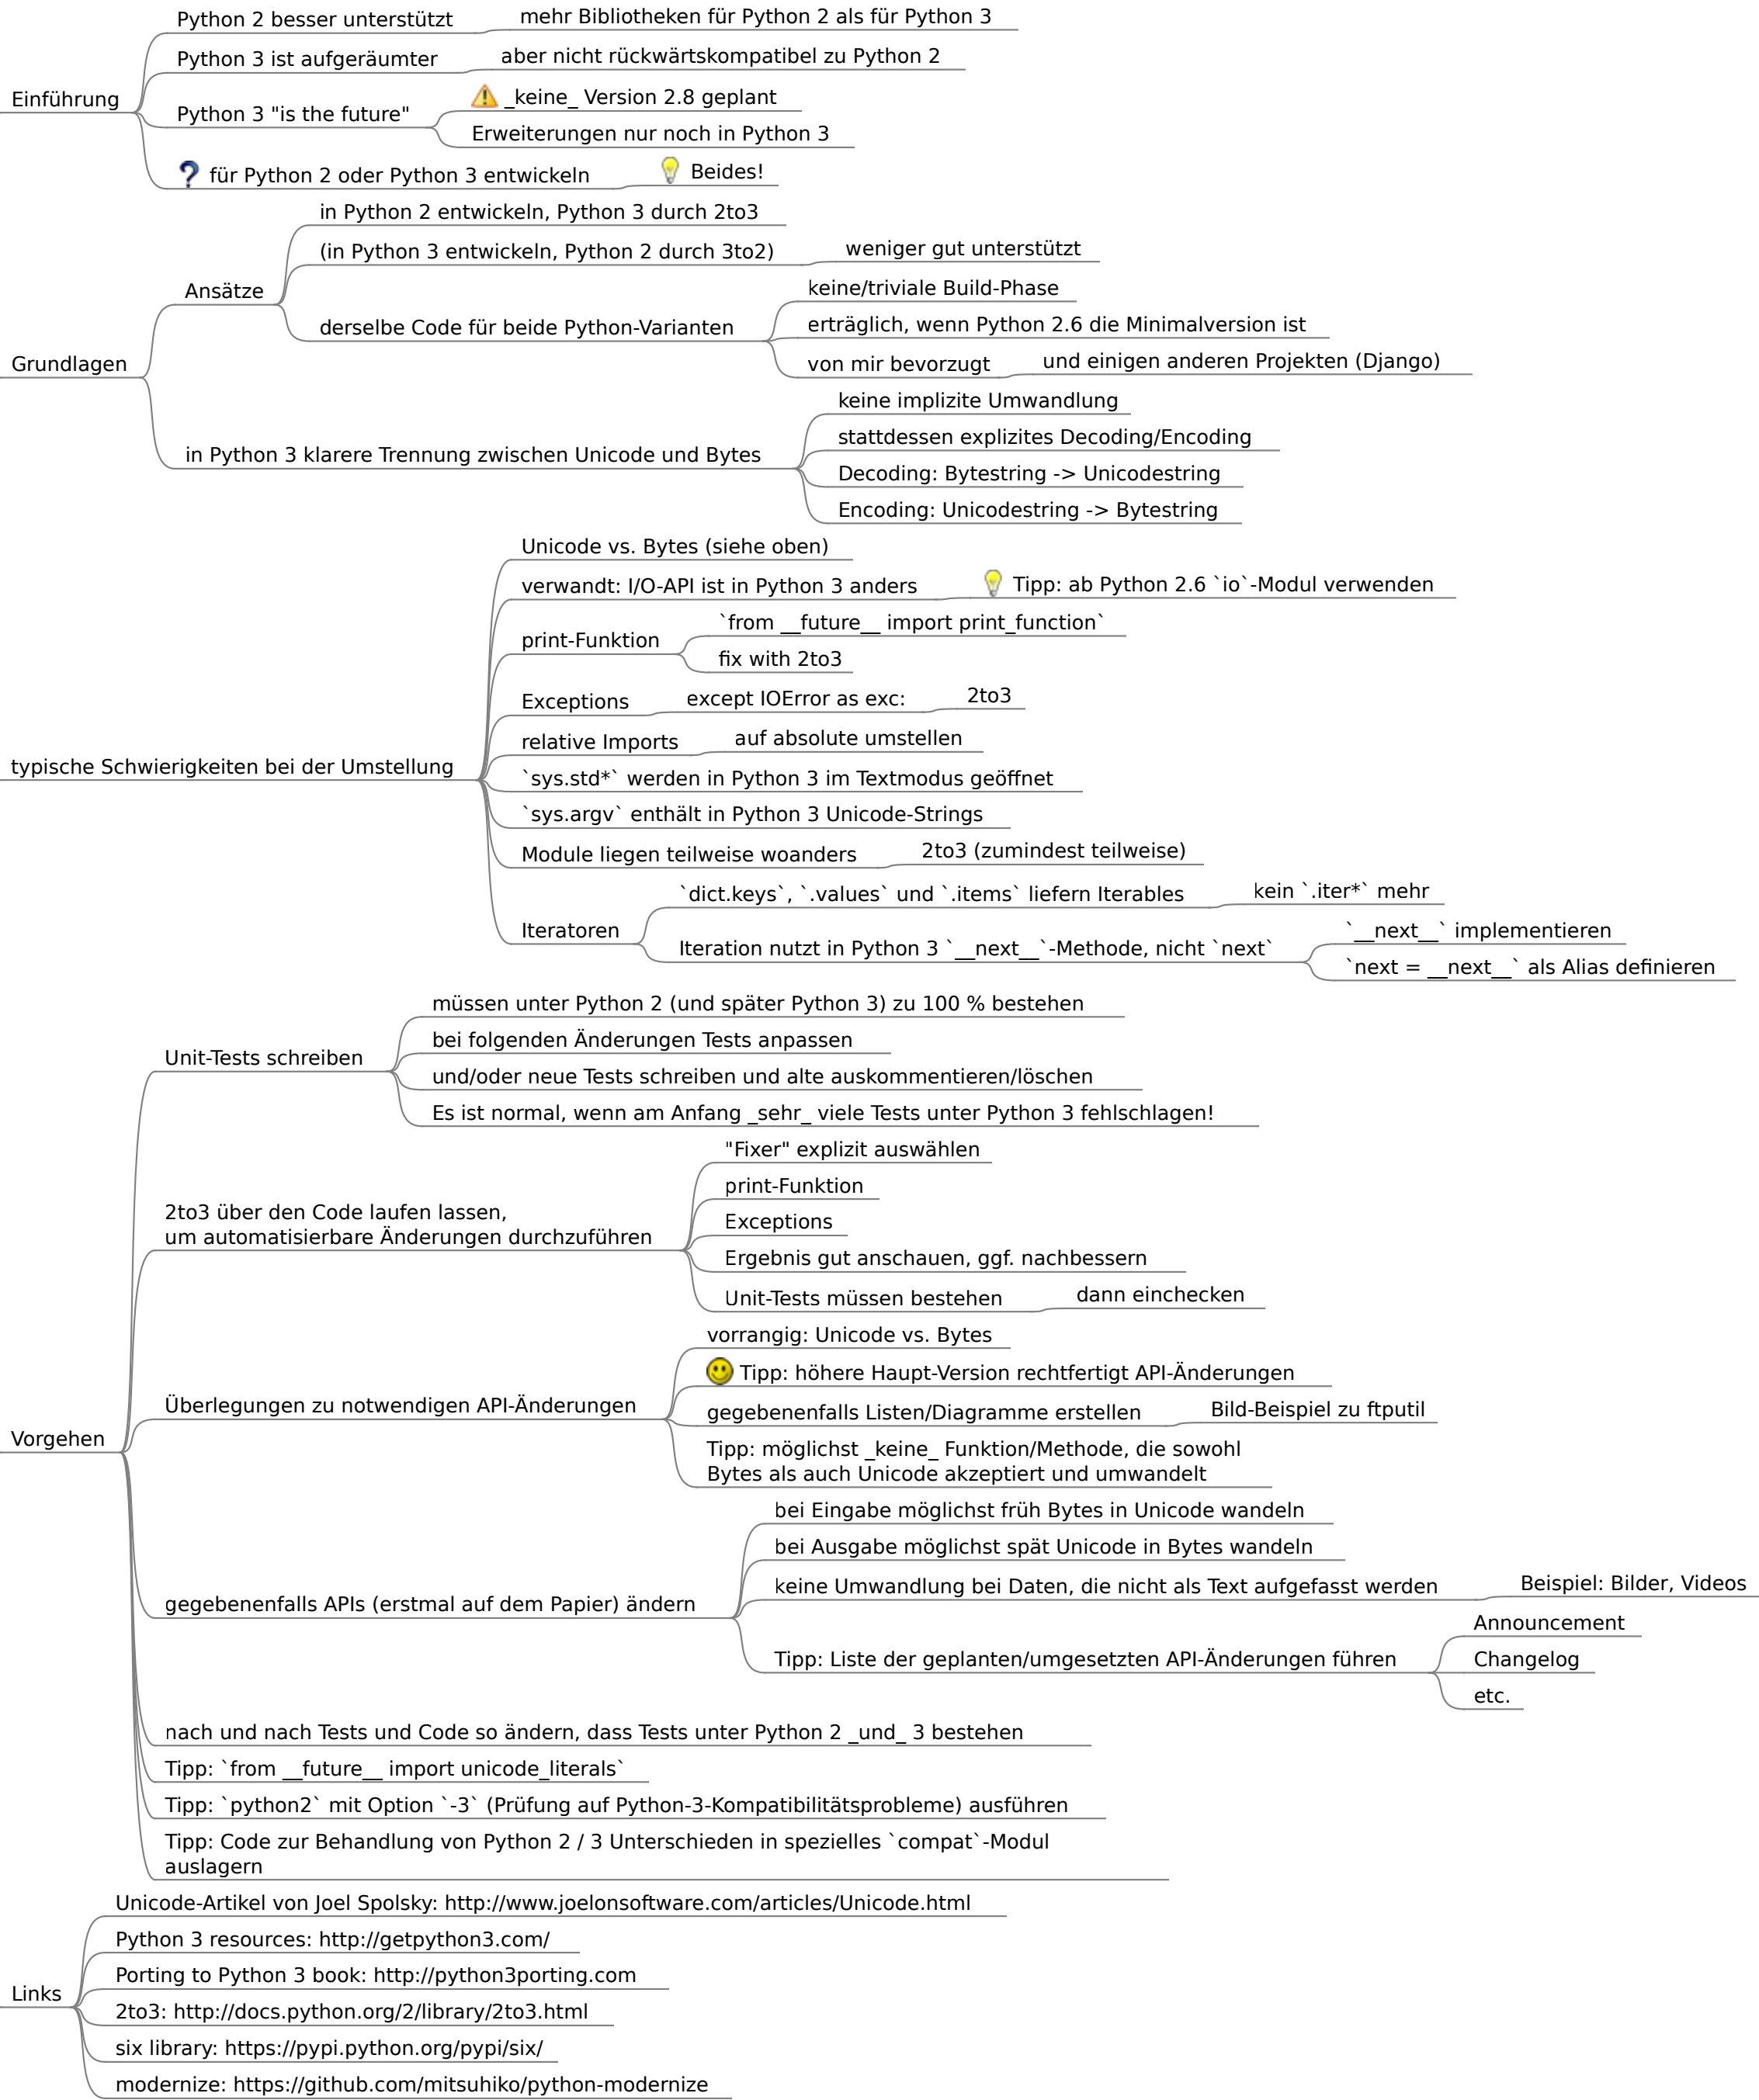 Einführung
Python 2 besser unterstützt
mehr Bibliotheken für Python 2 als für Python 3
Python 3 ist aufgeräumter
aber nicht rückwärtskompatibel zu Python 2
Python 3 "is the future"
_keine_ Version 2.8 geplant
Erweiterungen nur noch in Python 3
für Python 2 oder Python 3 entwickeln
Beides!
Grundlagen
Ansätze
in Python 2 entwickeln, Python 3 durch 2to3
(in Python 3 entwickeln, Python 2 durch 3to2)
weniger gut unterstützt
derselbe Code für beide Python-Varianten
keine/triviale Build-Phase
erträglich, wenn Python 2.6 die Minimalversion ist
von mir bevorzugt
und einigen anderen Projekten (Django)
in Python 3 klarere Trennung zwischen Unicode und Bytes
keine implizite Umwandlung
stattdessen explizites Decoding/Encoding
Decoding: Bytestring -> Unicodestring
Encoding: Unicodestring -> Bytestring
typische Schwierigkeiten bei der Umstellung
Unicode vs. Bytes (siehe oben)
verwandt: I/O-API ist in Python 3 anders
Tipp: ab Python 2.6 `io`-Modul verwenden
print-Funktion
`from __future__ import print_function`
fix with 2to3
Exceptions
except IOError as exc:
2to3
relative Imports
auf absolute umstellen
`sys.std*` werden in Python 3 im Textmodus geöffnet
`sys.argv` enthält in Python 3 Unicode-Strings
Module liegen teilweise woanders
2to3 (zumindest teilweise)
Iteratoren
`dict.keys`, `.values` und `.items` liefern Iterables
kein `.iter*` mehr
Iteration nutzt in Python 3 `__next__`-Methode, nicht `next`
`__next__` implementieren
`next = __next__` als Alias definieren
Vorgehen
Unit-Tests schreiben
müssen unter Python 2 (und später Python 3) zu 100 % bestehen
bei folgenden Änderungen Tests anpassen
und/oder neue Tests schreiben und alte auskommentieren/löschen
Es ist normal, wenn am Anfang _sehr_ viele Tests unter Python 3 fehlschlagen!
2to3 über den Code laufen lassen,
um automatisierbare Änderungen durchzuführen
"Fixer" explizit auswählen
print-Funktion
Exceptions
Ergebnis gut anschauen, ggf. nachbessern
Unit-Tests müssen bestehen
dann einchecken
Überlegungen zu notwendigen API-Änderungen
vorrangig: Unicode vs. Bytes
Tipp: höhere Haupt-Version rechtfertigt API-Änderungen
gegebenenfalls Listen/Diagramme erstellen
Bild-Beispiel zu ftputil
Tipp: möglichst _keine_ Funktion/Methode, die sowohl
Bytes als auch Unicode akzeptiert und umwandelt
gegebenenfalls APIs (erstmal auf dem Papier) ändern
bei Eingabe möglichst früh Bytes in Unicode wandeln
bei Ausgabe möglichst spät Unicode in Bytes wandeln
keine Umwandlung bei Daten, die nicht als Text aufgefasst werden
Beispiel: Bilder, Videos
Tipp: Liste der geplanten/umgesetzten API-Änderungen führen
Announcement
Changelog
etc.
nach und nach Tests und Code so ändern, dass Tests unter Python 2 _und_ 3 bestehen
Tipp: `from __future__ import unicode_literals`
Tipp: `python2` mit Option `-3` (Prüfung auf Python-3-Kompatibilitätsprobleme) ausführen
Tipp: Code zur Behandlung von Python 2 / 3 Unterschieden in spezielles `compat`-Modul
auslagern
Links
Unicode-Artikel von Joel Spolsky: http://www.joelonsoftware.com/articles/Unicode.html
Python 3 resources: http://getpython3.com/
Porting to Python 3 book: http://python3porting.com
2to3: http://docs.python.org/2/library/2to3.html
six library: https://pypi.python.org/pypi/six/
modernize: https://github.com/mitsuhiko/python-modernize